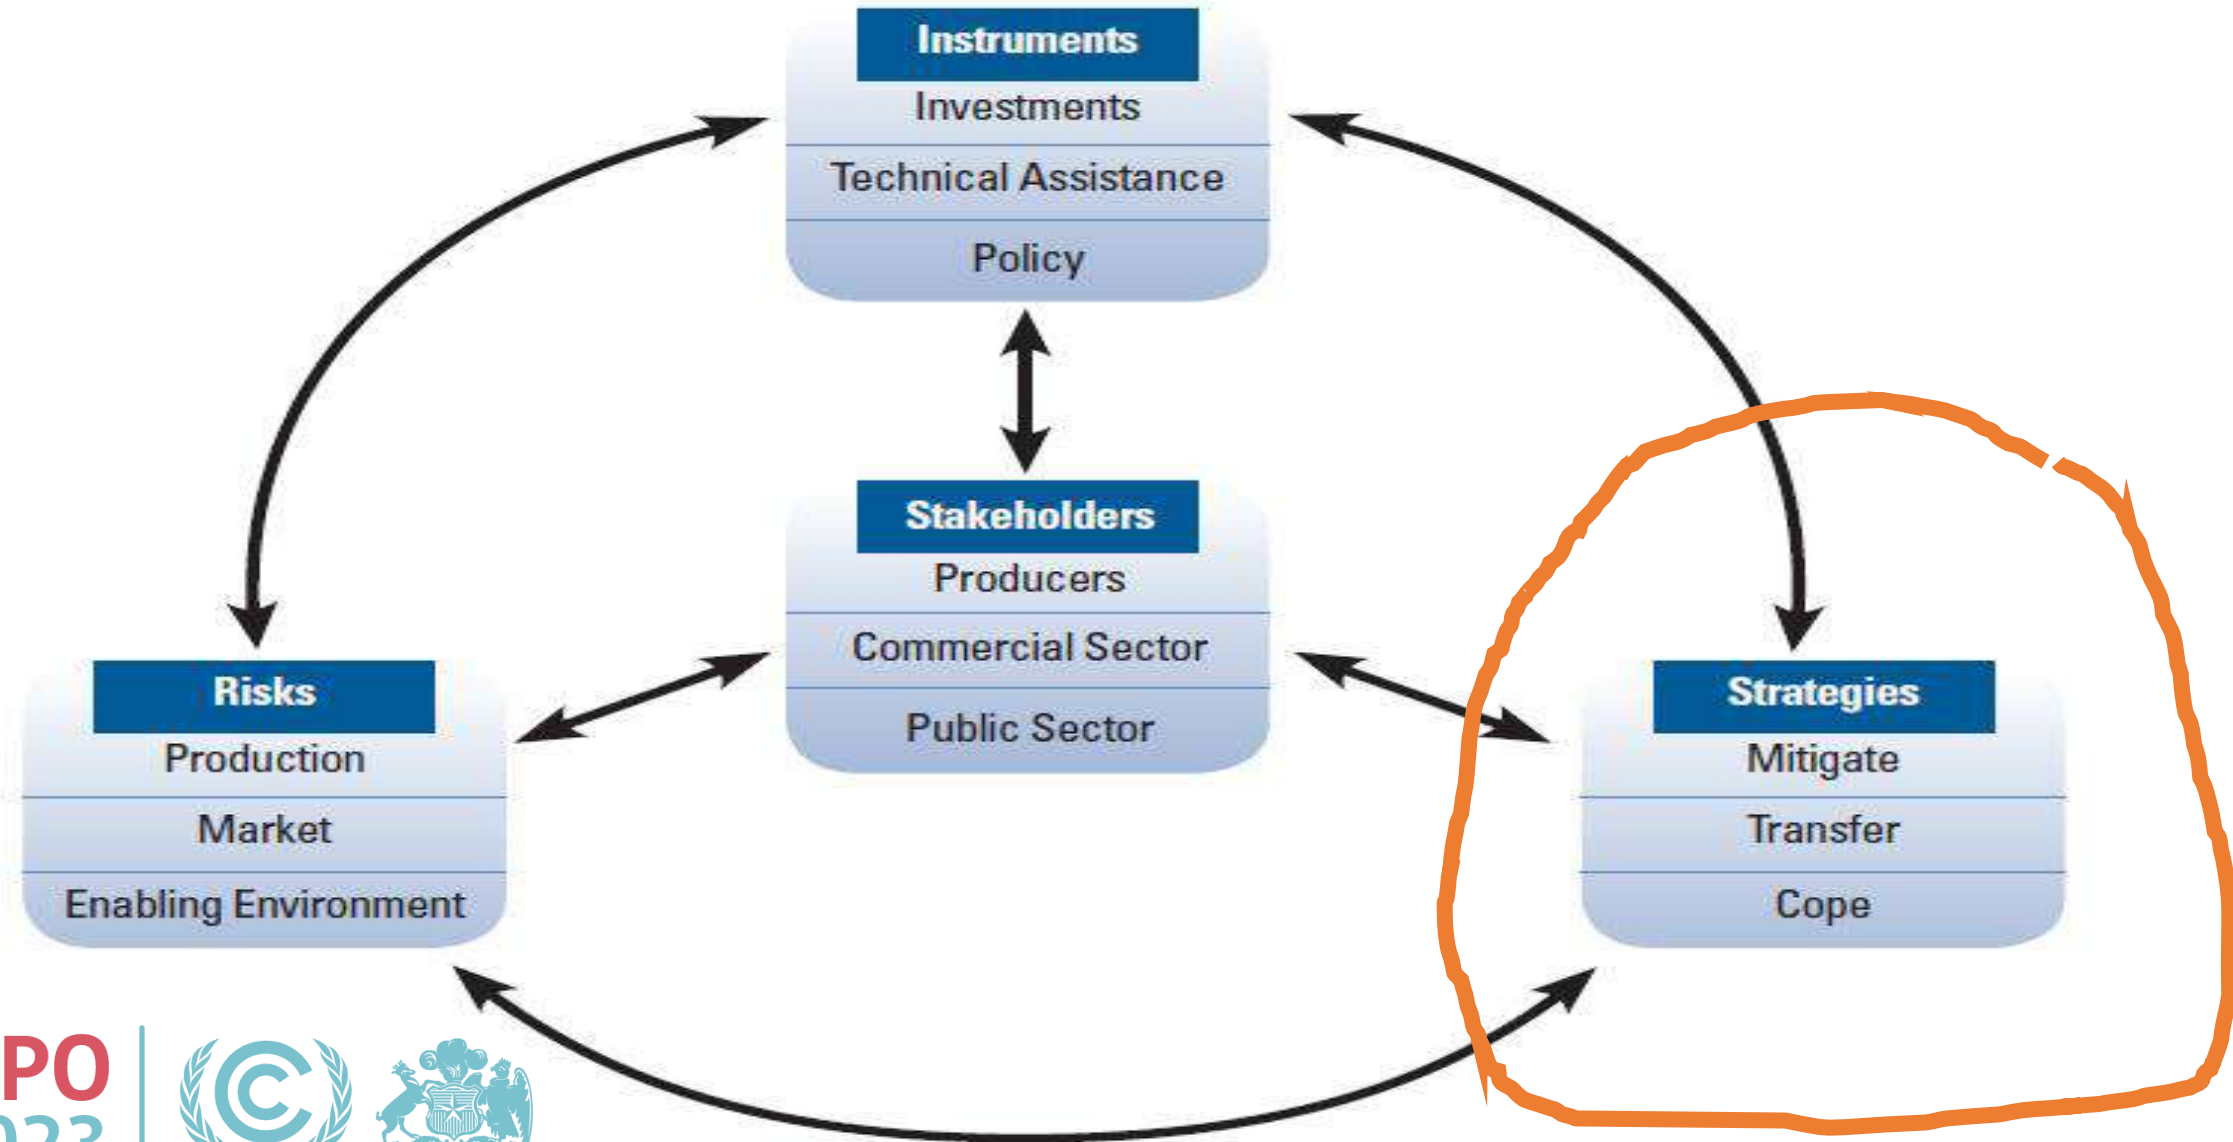 Instruments
Investments
Technical Assistance
Policy
Stakeholders
Producers
Commercial Sector
Public Sector
Risks
Production
Market
Enabling Environment
Strategies
Mitigate
Transfer
Cope
PO
023